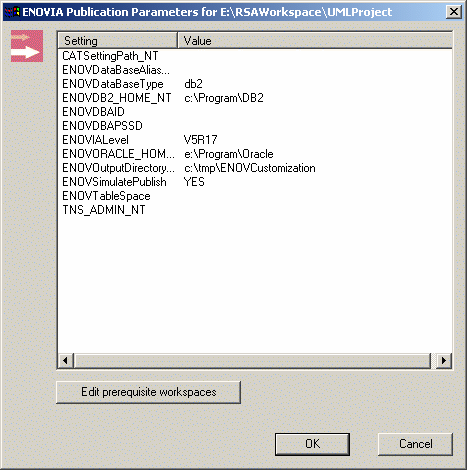 ENOVIA Publication Parameters for E:\RSAWorkspace\UMLProject
Setting Value
CATSettingPath_NT
ENOVDataBaseAlias...
ENOVDataBaseType db2
ENOVDB2_HOME_NT c:\Program\DB2
ENOVDBAID
ENOVDBAPSSD
ENOVIALevel V5R17
ENOVORACLE_HOM... e:\Program\Oracle
ENOVOutputDirectory... c:\tmp\ENOVCustomization
ENOVSimulatePublish YES
ENOVTableSpace
TNS_ADMIN_NT
Edit prerequisite workspaces
OK Cancel